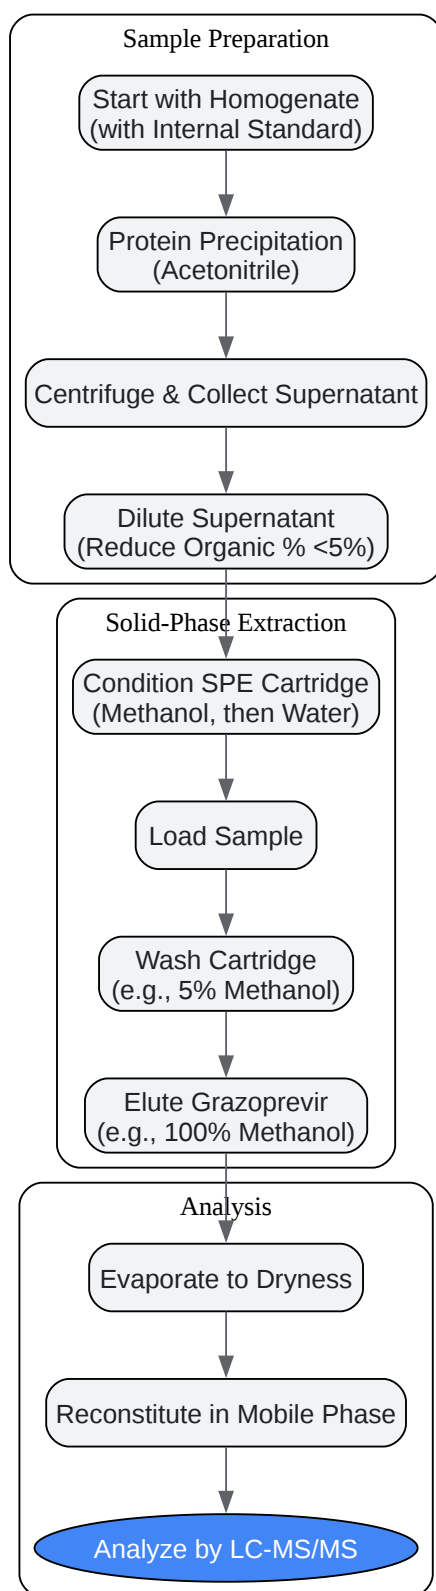 Sample Preparation
Start with Homogenate
(with Internal Standard)
Protein Precipitation
(Acetonitrile)
Centrifuge & Collect Supernatant
Dilute Supernatant
(Reduce Organic % <5%)
Solid-Phase Extraction
Condition SPE Cartridge
(Methanol, then Water)
Load Sample
Wash Cartridge
(e.g., 5% Methanol)
Elute Grazoprevir
(e.g., 100% Methanol)
Analysis
Evaporate to Dryness
Reconstitute in Mobile Phase
Analyze by LC-MS/MS